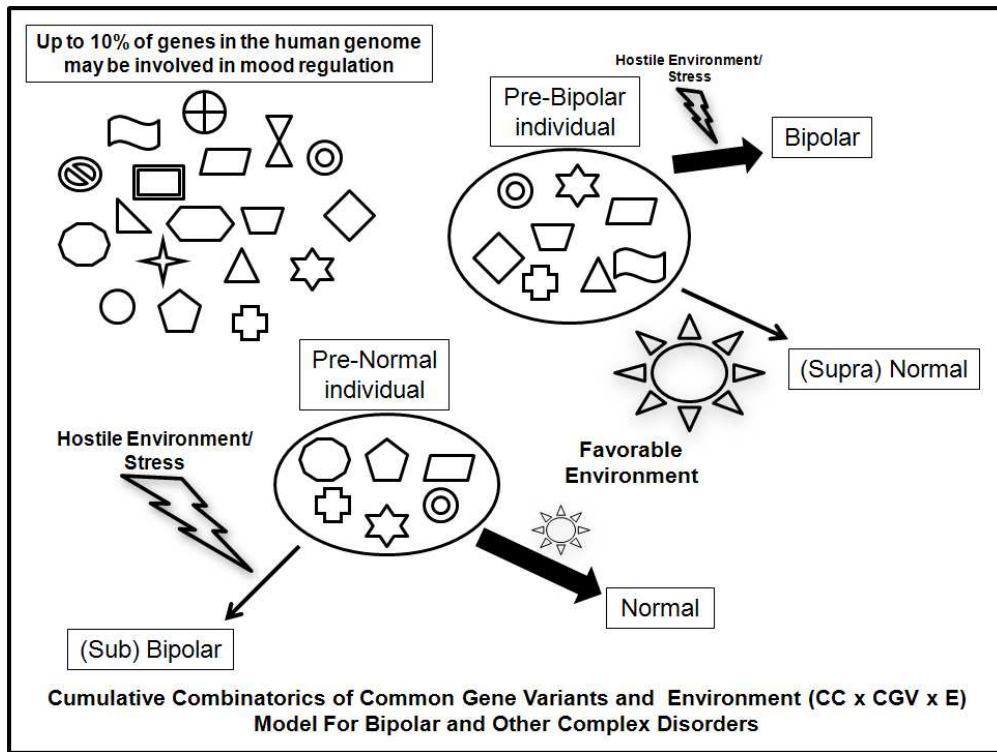 Up to 10% of genes in the human genome
may be involved in mood regulation
Hostile Environment/
Stress
Pre-Bipolar
individual
Bipolar
(Supra) Normal
Favorable
Environment
Pre-Normal
individual
Hostile Environment/
Stress
Normal
(Sub) Bipolar
Cumulative Combinatorics of Common Gene Variants and Environment (CC x CGV x E)
Model For Bipolar and Other Complex Disorders